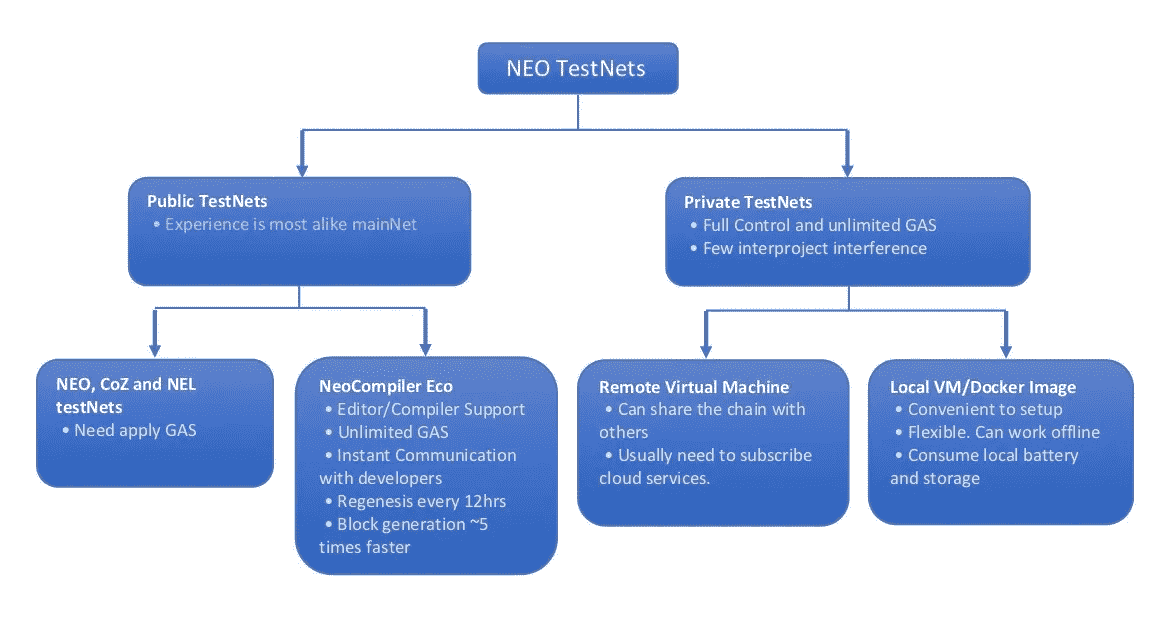 NEO TestNets
Public TestNets
• Experience is most alike mainNet
Private TestNets
• Full Control and unlimited GAS
• Few interproject interference
NEO, CoZ and NEL
testNets
• Need apply GAS
NeoCompiler Eco
• Editor/Compiler Support
• Unlimited GAS
• Instant Communication
with developers
• Regenesis every 12hrs
• Block generation ~5
times faster
Remote Virtual Machine
• Can share the chain with
others
• Usually need to subscribe
cloud services.
Local VM/Docker Image
• Convenient to setup
• Flexible. Can work offline
• Consume local battery
and storage